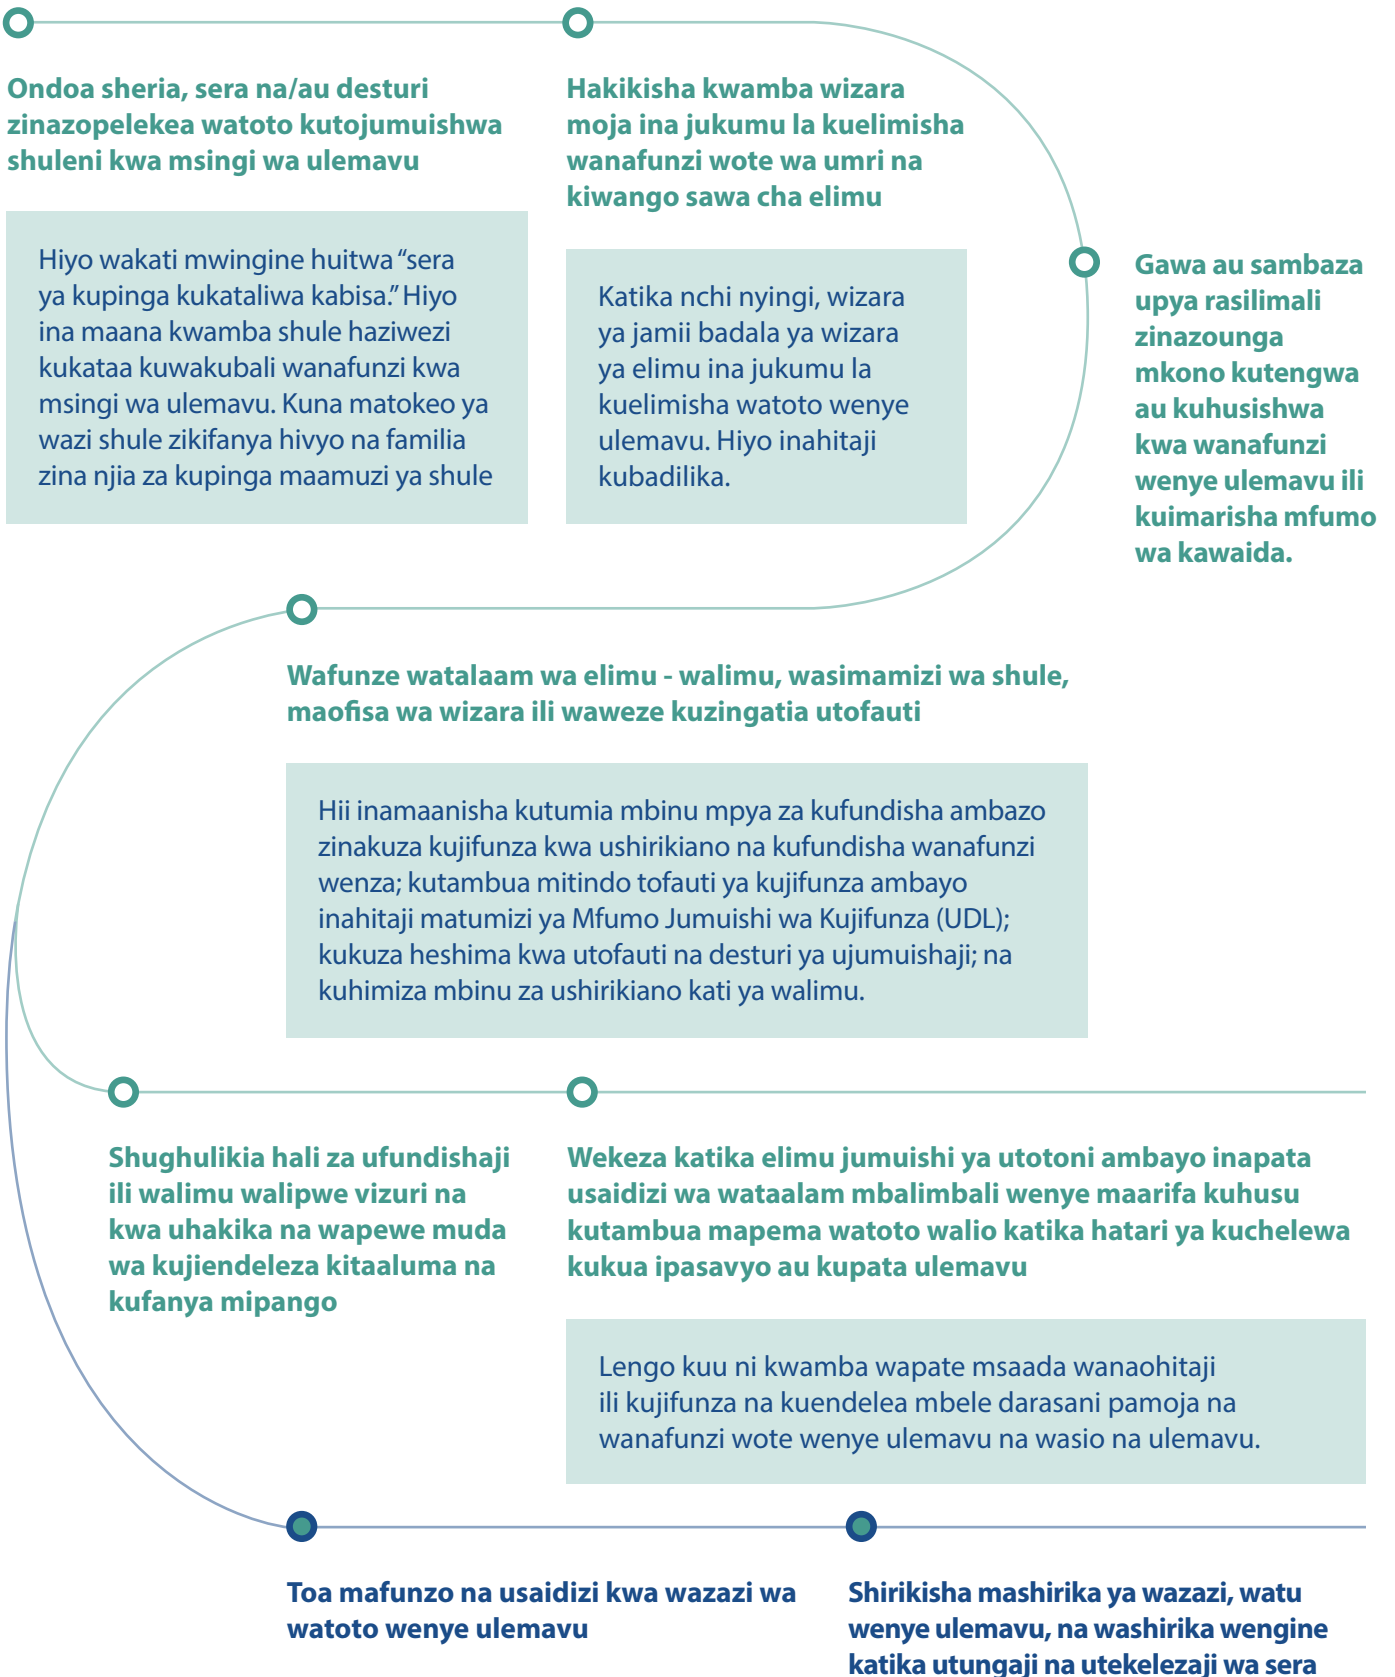 Ondoa sheria, sera na/au desturi
zinazopelekea watoto kutojumuishwa
shuleni kwa msingi wa ulemavu
Hiyo wakati mwingine huitwa “sera
ya kupinga kukataliwa kabisa.” Hiyo
ina maana kwamba shule haziwezi
kukataa kuwakubali wanafunzi kwa
msingi wa ulemavu. Kuna matokeo ya
wazi shule zikifanya hivyo na familia
zina njia za kupinga maamuzi ya shule
Hakikisha kwamba wizara
moja ina jukumu la kuelimisha
wanafunzi wote wa umri na
kiwango sawa cha elimu
Katika nchi nyingi, wizara
ya jamii badala ya wizara
ya elimu ina jukumu la
kuelimisha watoto wenye
ulemavu. Hiyo inahitaji
kubadilika.
Gawa au sambaza
upya rasilimali
zinazounga
mkono kutengwa
au kuhusishwa
kwa wanafunzi
wenye ulemavu ili
kuimarisha mfumo
wa kawaida.
Wafunze watalaam wa elimu - walimu, wasimamizi wa shule,
maofisa wa wizara ili waweze kuzingatia utofauti
Hii inamaanisha kutumia mbinu mpya za kufundisha ambazo
zinakuza kujifunza kwa ushirikiano na kufundisha wanafunzi
wenza; kutambua mitindo tofauti ya kujifunza ambayo
inahitaji matumizi ya Mfumo Jumuishi wa Kujifunza (UDL);
kukuza heshima kwa utofauti na desturi ya ujumuishaji; na
kuhimiza mbinu za ushirikiano kati ya walimu.
Shughulikia hali za ufundishaji
ili walimu walipwe vizuri na
kwa uhakika na wapewe muda
wa kujiendeleza kitaaluma na
kufanya mipango
Wekeza katika elimu jumuishi ya utotoni ambayo inapata
usaidizi wa wataalam mbalimbali wenye maarifa kuhusu
kutambua mapema watoto walio katika hatari ya kuchelewa
kukua ipasavyo au kupata ulemavu
Lengo kuu ni kwamba wapate msaada wanaohitaji
ili kujifunza na kuendelea mbele darasani pamoja na
wanafunzi wote wenye ulemavu na wasio na ulemavu.
Toa mafunzo na usaidizi kwa wazazi wa
watoto wenye ulemavu
Shirikisha mashirika ya wazazi, watu
wenye ulemavu, na washirika wengine
katika utungaji na utekelezaji wa sera